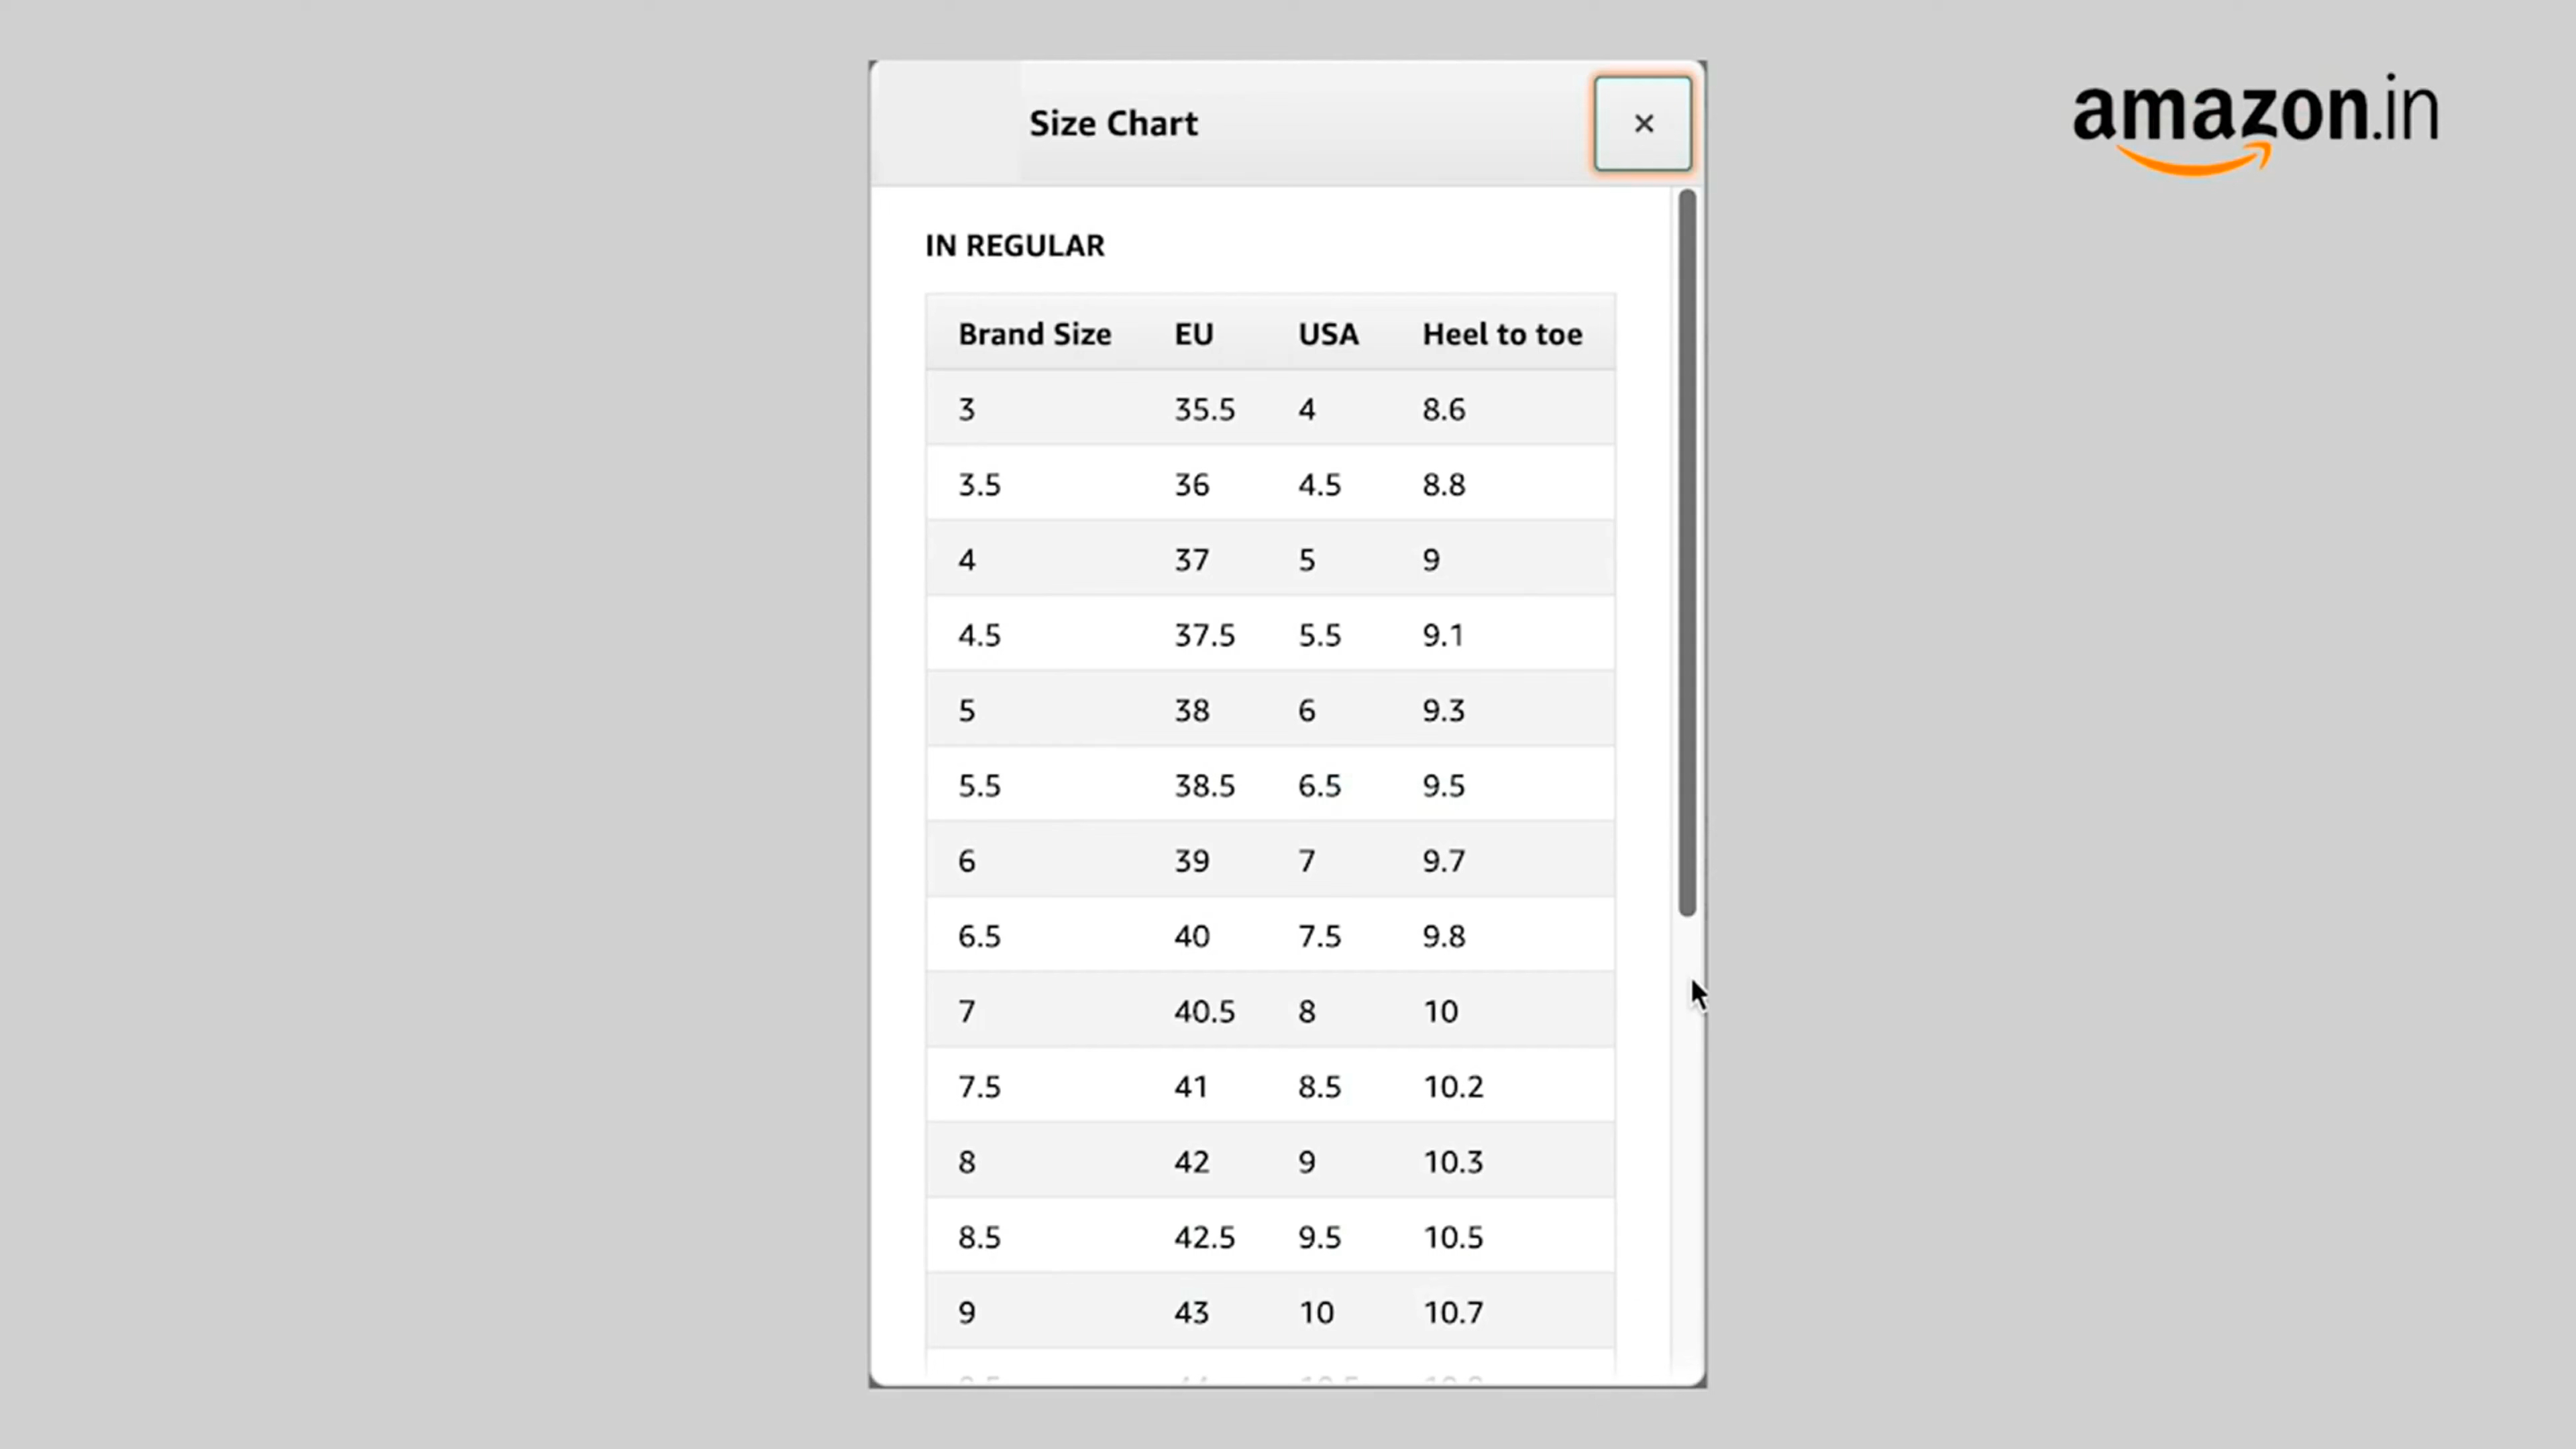 Size Chart
amazon.in
IN REGULAR
Brand Size EU USA Heel to toe
3 35.5 4 8.6
3.5 36 4.5 8.8
4 37 5 9
4.5 37.5 5.5 9.1
5 38 6 9.3
5.5 38.5 6.5 9.5
6 39 7 9.7
6.5 40 7.5 9.8
7 40.5 8 10
7.5 41 8.5 10.2
8 42 9 10.3
8.5 42.5 9.5 10.5
9 43 10 10.7